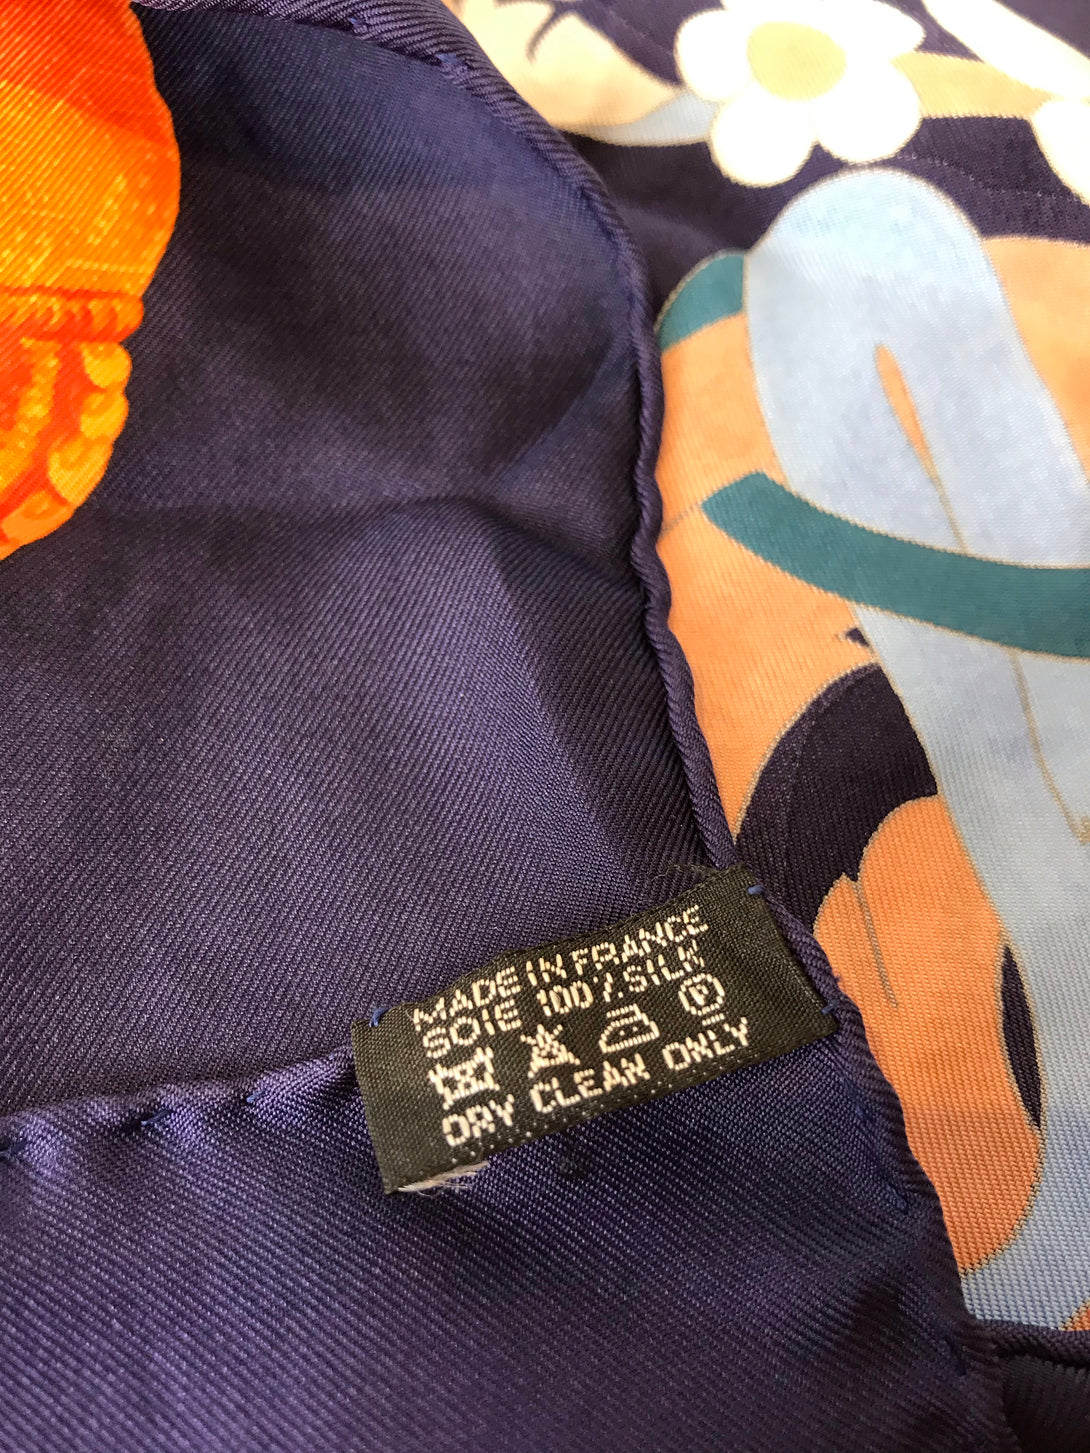 MADE IN FRANCE
SOIE 100% SILK
P
DRY CLEAN ONLY